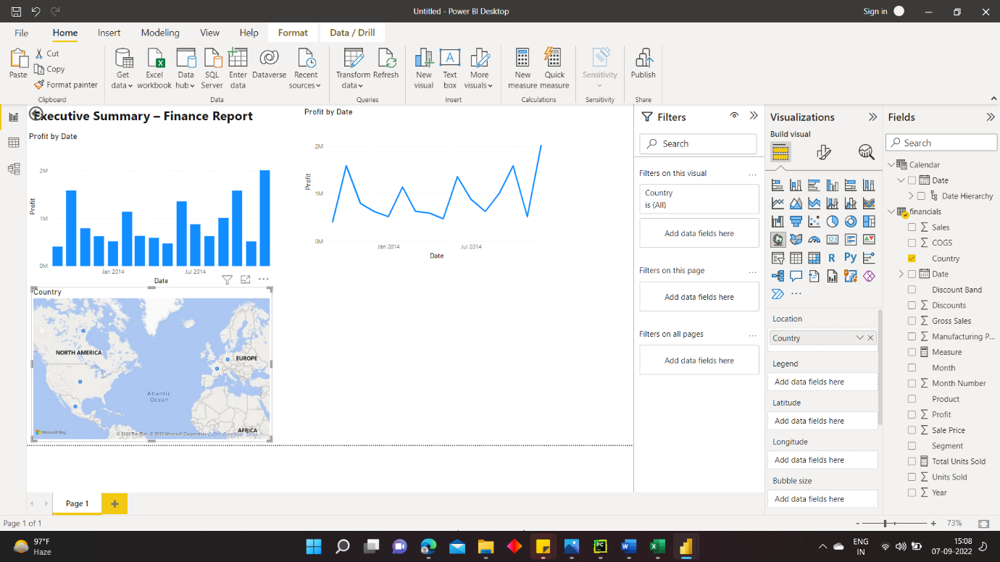 Untitled - Power BI Desktop
Sign in
File
Home
Insert
Modeling
View
Help
Format
Data / Drill
Paste
Cut
Copy
Format painter
Clipboard
Get data
Excel workbook
Data hub
SQL Server
Enter data
Dataverse
Recent sources
Data
Transform data
Refresh
Queries
New visual
Text box
More visuals
Insert
New measure
Quick measure
Calculations
Sensitivity
Sensitivity
Publish
Share
Executive Summary – Finance Report
Profit by Date
2M
1M
0M
Profit
Jan 2014
Jul 2014
Date
Profit by Date
2M
1M
0M
Profit
Jan 2014
Jul 2014
Date
Country
NORTH AMERICA
EUROPE
Atlantic
Ocean
AFRICA
Microsoft Bing
© 2022 TomTom, © 2022 Microsoft Corporation, © OpenStreetMap Terms
Filters
Search
Filters on this visual
...
Country
is (All)
Add data fields here
Filters on this page
...
Add data fields here
Filters on all pages
...
Add data fields here
Visualizations
Build visual
123
R
Py
...
Location
Country
Legend
Add data fields here
Latitude
Add data fields here
Longitude
Add data fields here
Bubble size
Add data fields here
Fields
Search
Calendar
Date
Date Hierarchy
financials
Sales
COGS
Country
Date
Discount Band
Discounts
Gross Sales
Manufacturing P...
Measure
Month
Month Number
Product
Profit
Sale Price
Segment
Total Units Sold
Units Sold
Year
Page 1
Page 1 of 1
- + 73%
97°F
Haze
ENG
IN
15:08
07-09-2022